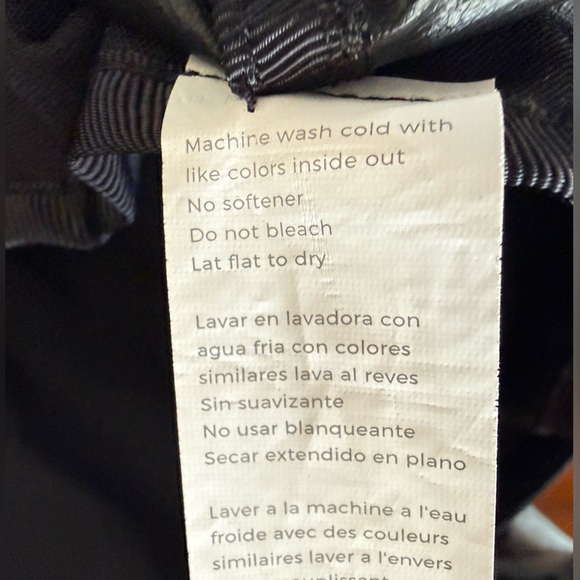 Machine wash cold with
like colors inside out
No softener
Do not bleach
Lat flat to dry
Lavar en lavadora con
agua fria con colores
similares lava al reves
Sin suavizante
No usar blanqueante
Secar extendido en plano
Laver a la machine a l'eau
froide avec des couleurs
similaires laver a l'envers